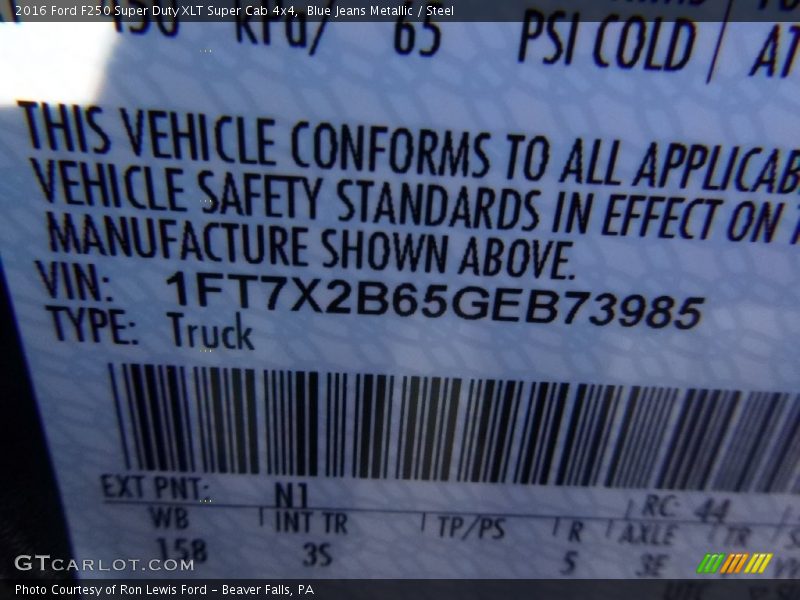 2016 Ford F250 Super Duty XLT Super Cab 4x4, Blue Jeans Metallic / Steel
kPa/ 65 PSI COLD
THIS VEHICLE CONFORMS TO ALL
VEHICLE SAFETY STANDARDS IN EFFECT ON
MANUFACTURE SHOWN ABOVE.
VIN: 1FT7X2B65GEB73985
TYPE: Truck
EXT PNT: N1 RC: 44
WB INT TR TP/PS R AXLE TR
158 3S 5 3E
GTCARLOT.COM
Photo Courtesy of Ron Lewis Ford - Beaver Falls, PA